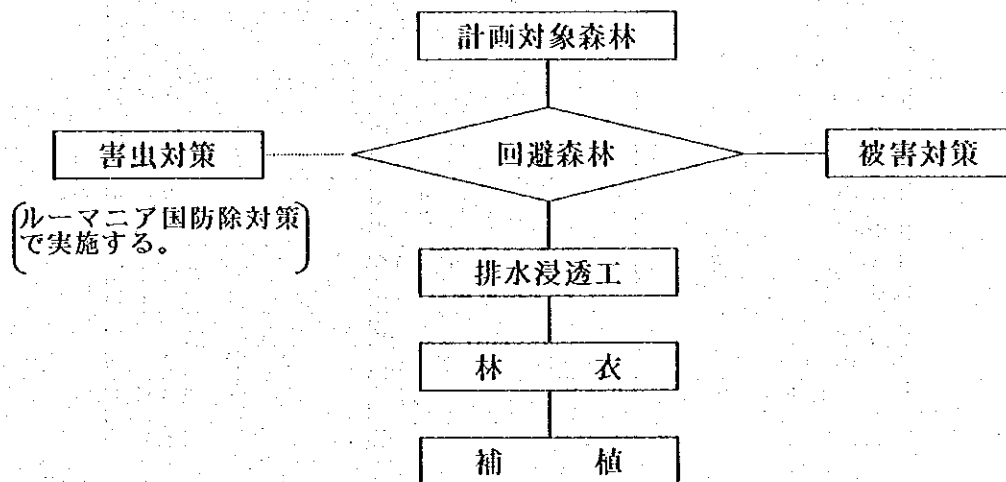 計画対象森林
害虫対策
回避森林
被害対策
(ルーマニア国防除対策
で実施する。)
排水浸透工
林 衣
補 植